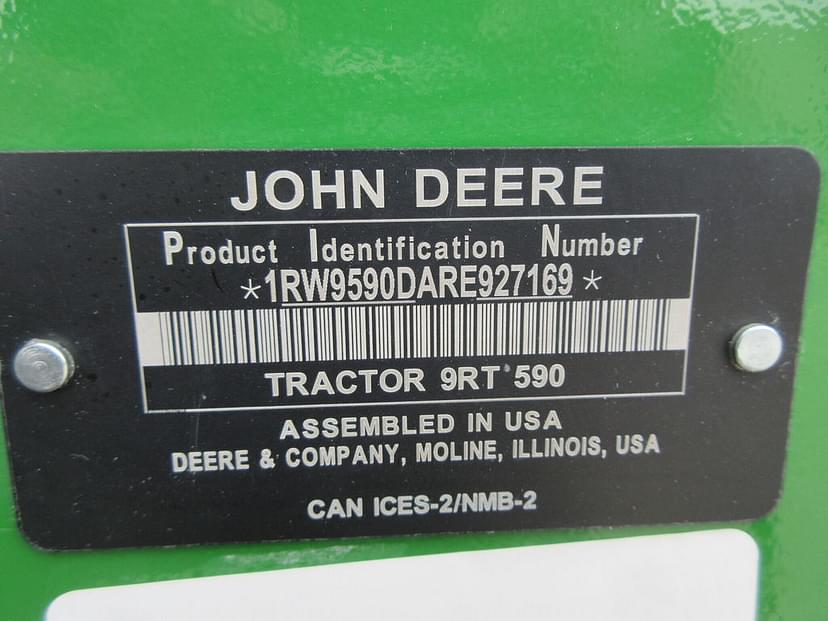 JOHN DEERE
Product Identification Number
*1RW9590DARE927169*
TRACTOR 9RT 590
ASSEMBLED IN USA
DEERE & COMPANY, MOLINE, ILLINOIS, USA
CAN ICES-2/NMB-2